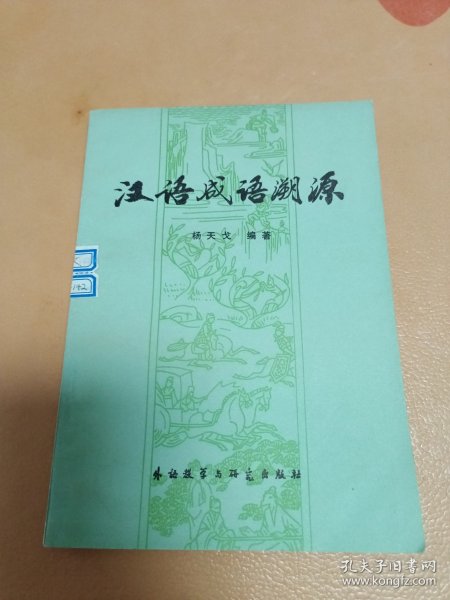 汉语成语溯源
杨天戈 编著
外语教学与研究出版社
孔夫子旧书网
www.kongfz.com